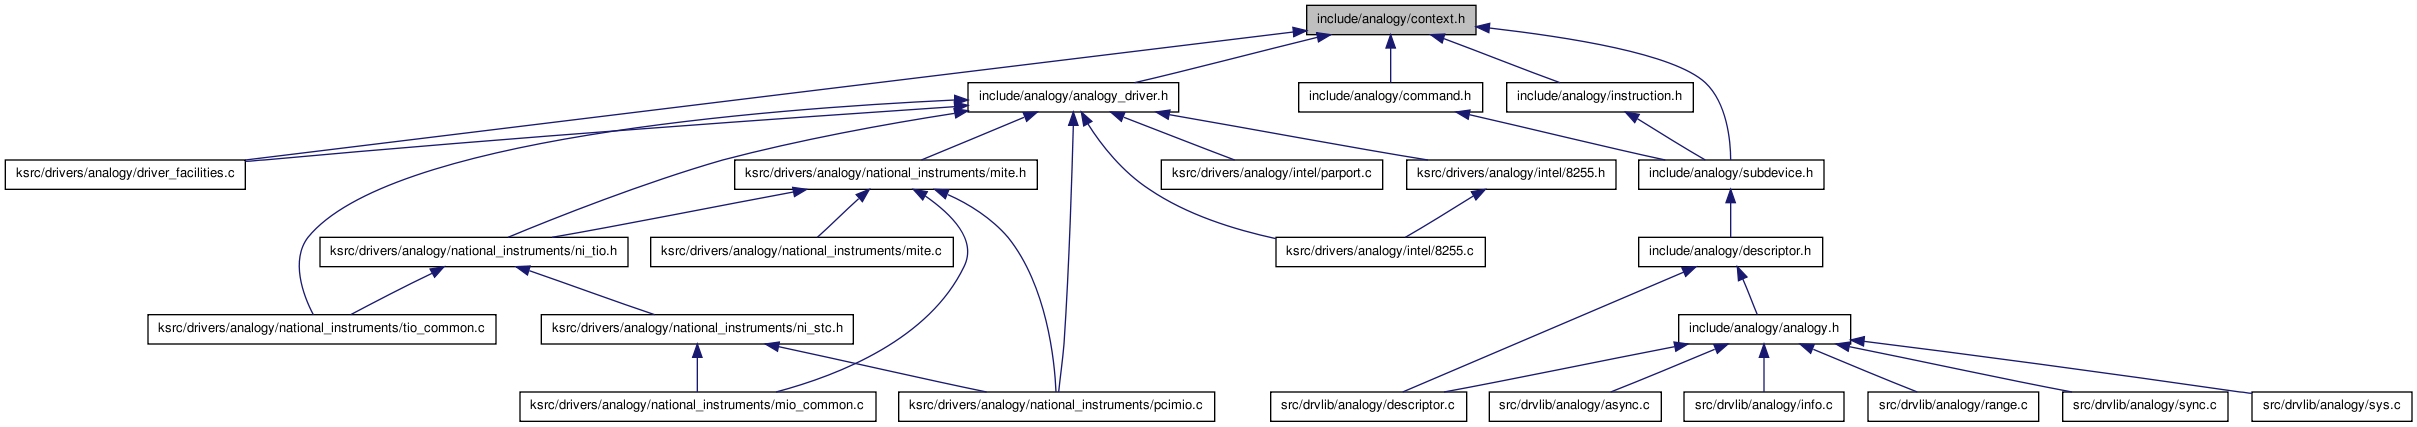 include/analogy/context.h
include/analogy/analogy_driver.h
include/analogy/command.h
include/analogy/instruction.h
ksrc/drivers/analogy/driver_facilities.c
ksrc/drivers/analogy/national_instruments/mite.h
ksrc/drivers/analogy/intel/parport.c
ksrc/drivers/analogy/intel/8255.h
include/analogy/subdevice.h
ksrc/drivers/analogy/national_instruments/ni_tio.h
ksrc/drivers/analogy/national_instruments/mite.c
ksrc/drivers/analogy/intel/8255.c
include/analogy/descriptor.h
ksrc/drivers/analogy/national_instruments/tio_common.c
ksrc/drivers/analogy/national_instruments/ni_stc.h
include/analogy/analogy.h
ksrc/drivers/analogy/national_instruments/mio_common.c
ksrc/drivers/analogy/national_instruments/pcimio.c
src/drvlib/analogy/descriptor.c
src/drvlib/analogy/async.c
src/drvlib/analogy/info.c
src/drvlib/analogy/range.c
src/drvlib/analogy/sync.c
src/drvlib/analogy/sys.c